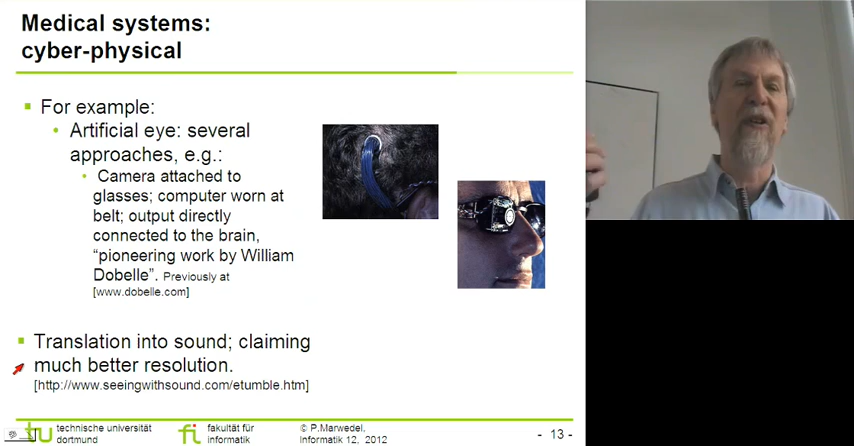 Medical systems:
cyber-physical
For example:
Artificial eye: several
approaches, e.g.:
Camera attached to
glasses; computer worn at
belt; output directly
connected to the brain,
“pioneering work by William
Dobelle”. Previously at
[www.dobelle.com]
Translation into sound; claiming
much better resolution.
[http://www.seeingwithsound.com/etumble.htm]
tu
technische universität
dortmund
fi
fakultät für
informatik
© P.Marwedel,
Informatik 12, 2012
- 13 -